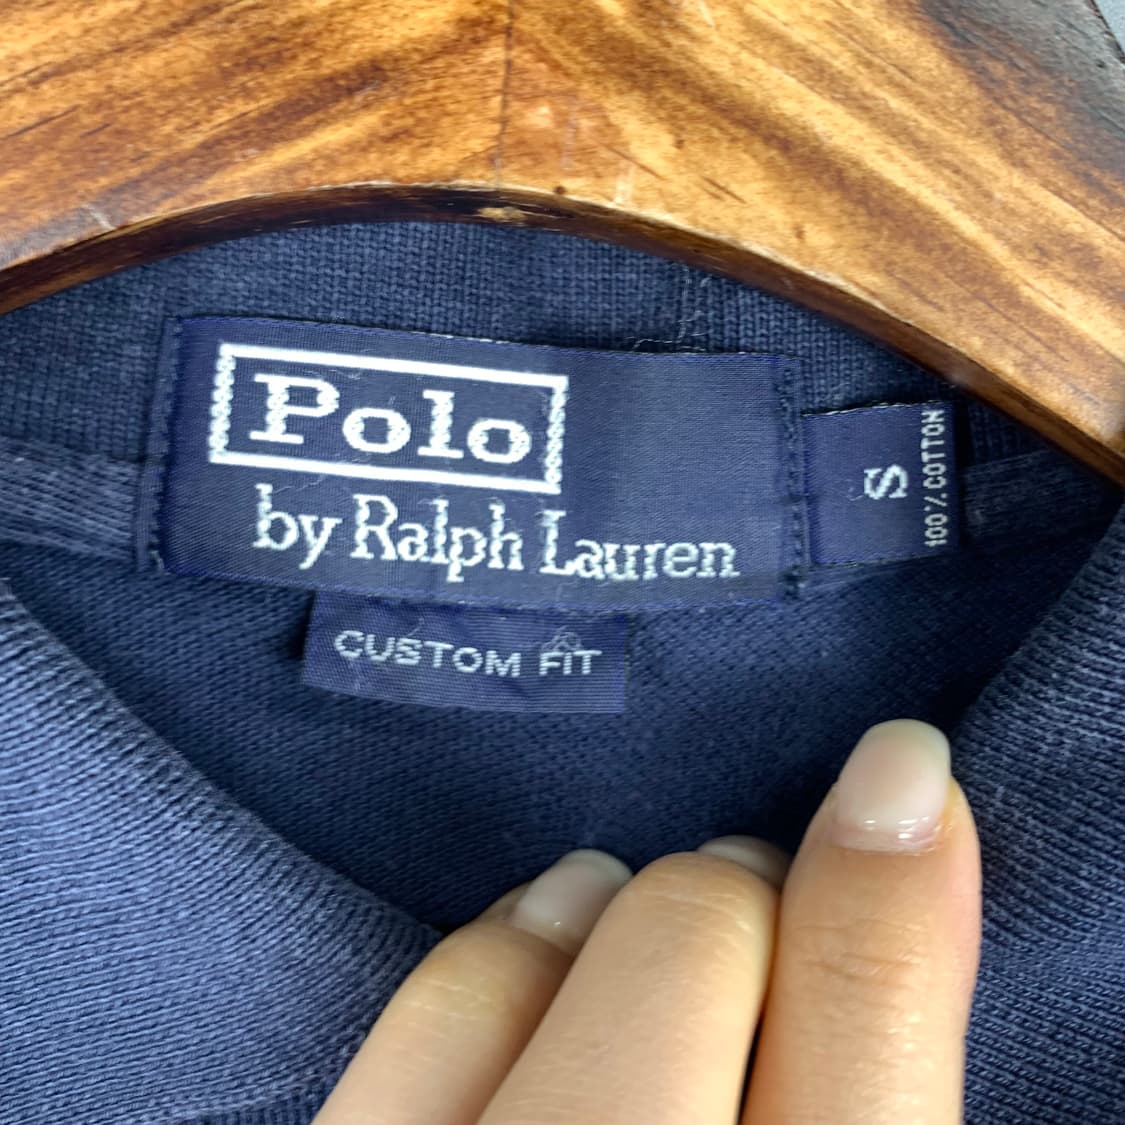 Polo
by Ralph Lauren
S
100% COTTON
CUSTOM FIT